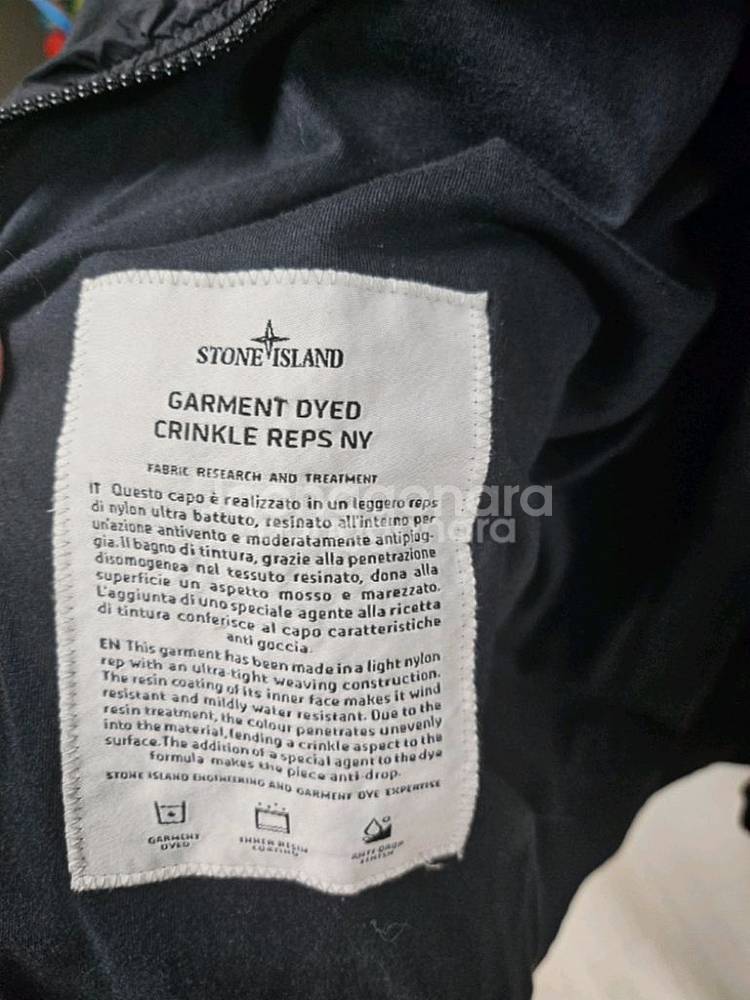 STONE ISLAND
GARMENT DYED
CRINKLE REPS NY
FABRIC RESEARCH AND TREATMENT
IT Questo capo è realizzato in un leggero reps
di nylon ultra battuto, resinato all'interno per
un'azione antivento e moderatamente antipiog-
gia. Il bagno di tintura, grazie alla penetrazione
disomogenea nel tessuto resinato, dona alla
superficie un aspetto mosso e marezzato.
L'aggiunta di uno speciale agente alla ricetta
di tintura conferisce al capo caratteristiche
anti goccia.
EN This garment has been made in a light nylon
rep with an ultra-tight weaving construction.
The resin coating of its inner face makes it wind
resistant and mildly water resistant. Due to the
resin treatment, the colour penetrates unevenly
into the material, lending a crinkle aspect to the
surface. The addition of a special agent to the dye
formula makes the piece anti-drop.
STONE ISLAND ENGINEERING AND GARMENT DYE EXPERTISE
GARMENT
DYED
INNER RESIN
COATING
ANTI DROP
FINISH